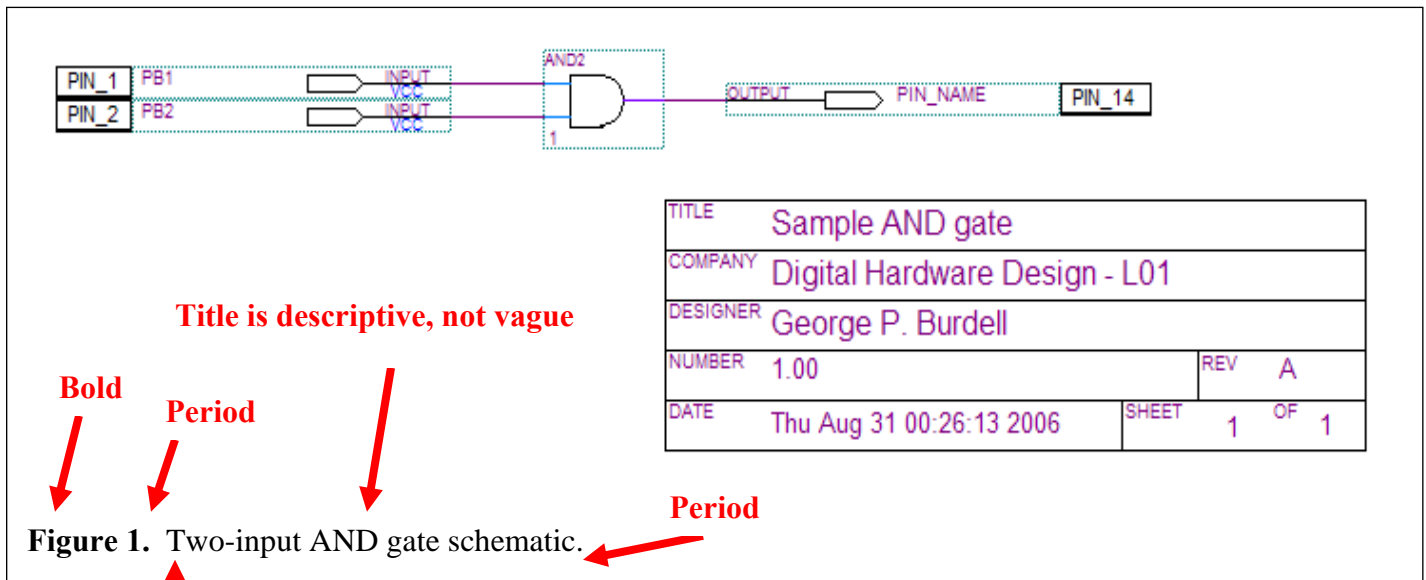 AND2
PIN_1 PB1 INPUT
VCC
OUTPUT PIN_NAME PIN_14
PIN_2 PB2 INPUT
VCC
1
TITLE Sample AND gate
COMPANY Digital Hardware Design - L01
DESIGNER George P. Burdell
NUMBER 1.00 REV A
DATE Thu Aug 31 00:26:13 2006 SHEET 1 OF 1
Title is descriptive, not vague
Bold
Period
Period
Figure 1. Two-input AND gate schematic.